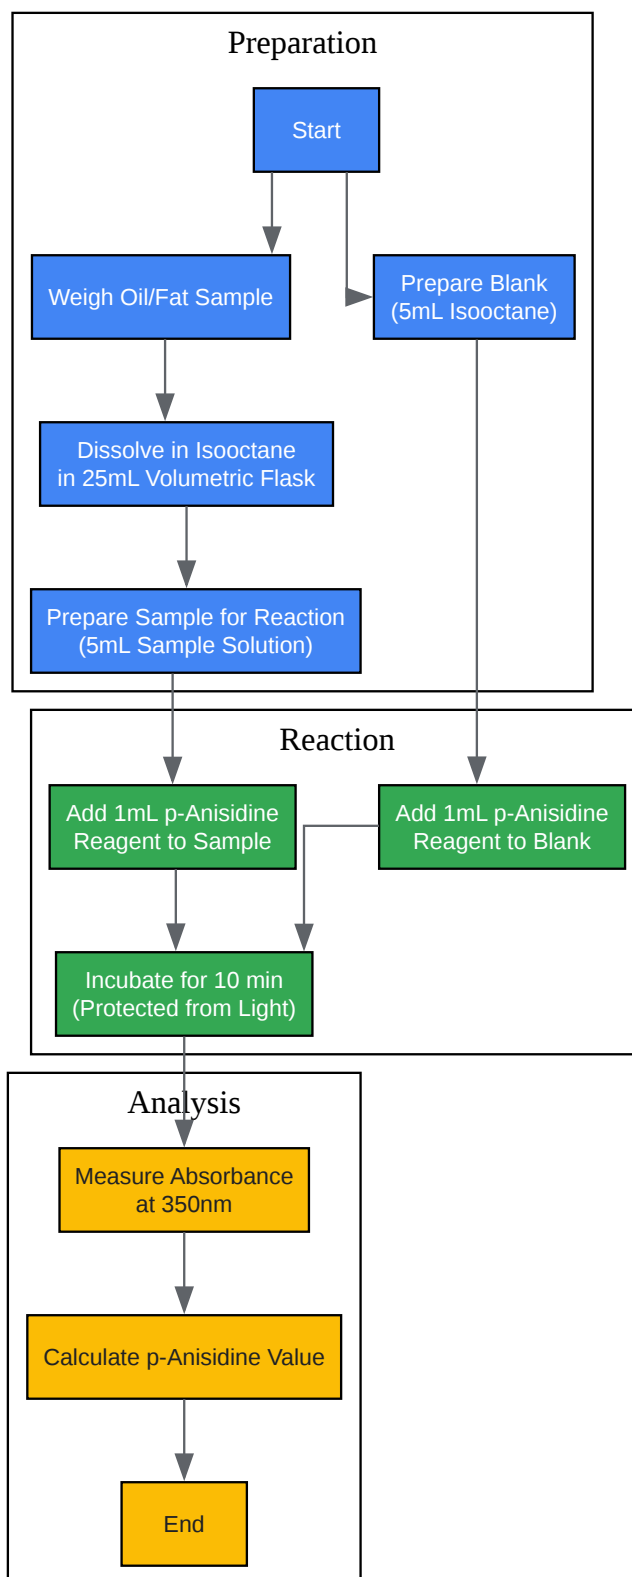 Preparation
Start
Weigh Oil/Fat Sample
Prepare Blank
(5mL Isooctane)
Dissolve in Isooctane
in 25mL Volumetric Flask
Prepare Sample for Reaction
(5mL Sample Solution)
Reaction
Add 1mL p-Anisidine
Reagent to Sample
Add 1mL p-Anisidine
Reagent to Blank
Incubate for 10 min
(Protected from Light)
Analysis
Measure Absorbance
at 350nm
Calculate p-Anisidine Value
End